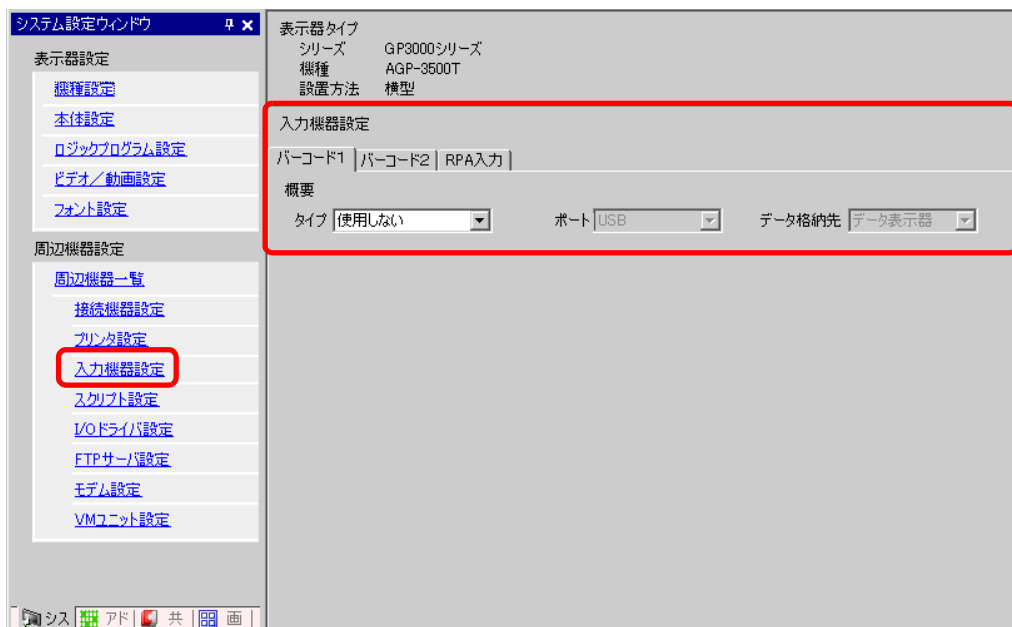 システム設定ウィンドウ
表示器設定
機種設定
本体設定
ロジックプログラム設定
ビデオ／動画設定
フォント設定
周辺機器設定
周辺機器一覧
接続機器設定
プリンタ設定
入力機器設定
スクリプト設定
I/Oドライバ設定
FTPサーバ設定
モデム設定
VMユニット設定
シス アド 共 画
表示器タイプ
シリーズ GP3000シリーズ
機種 AGP-3500T
設置方法 横型
入力機器設定
バーコード1 バーコード2 RPA入力
概要
タイプ 使用しない ポート USB データ格納先 データ表示器